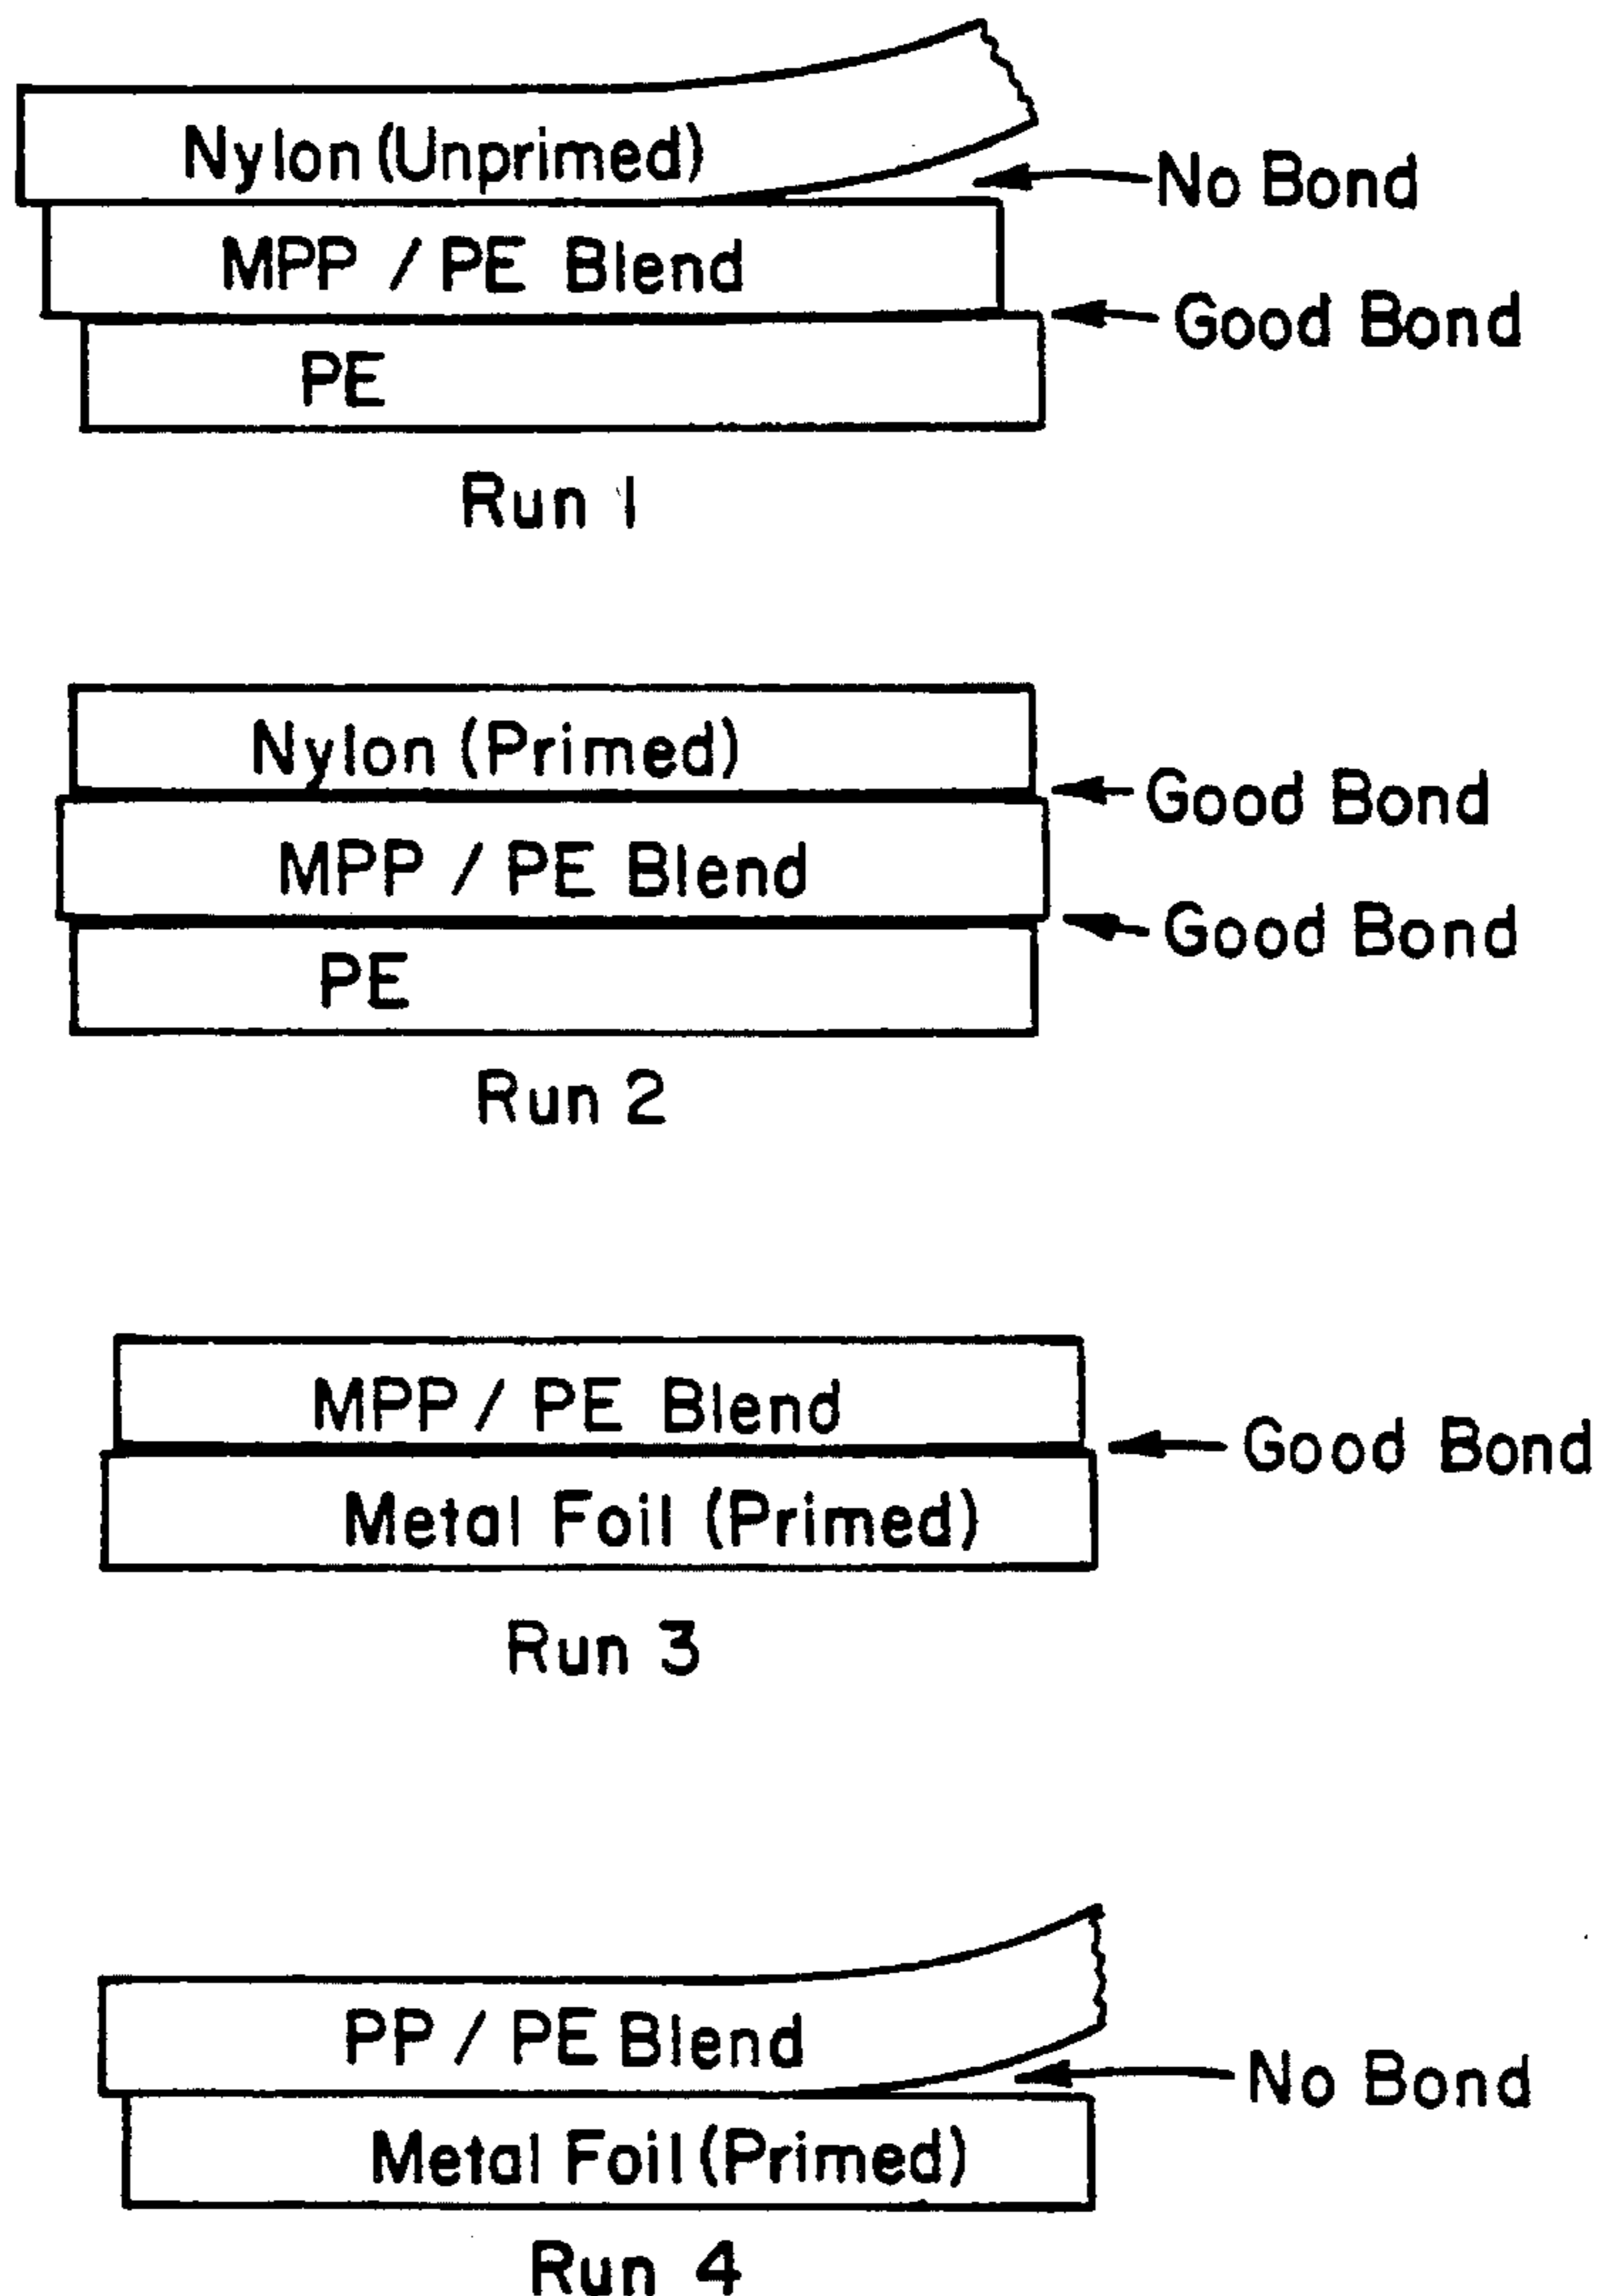 Nylon (Unprimed)
No Bond
MPP / PE Blend
Good Bond
PE
Run 1
Nylon (Primed)
Good Bond
MPP / PE Blend
Good Bond
PE
Run 2
MPP / PE Blend
Good Bond
Metal Foil (Primed)
Run 3
PP / PE Blend
No Bond
Metal Foil (Primed)
Run 4